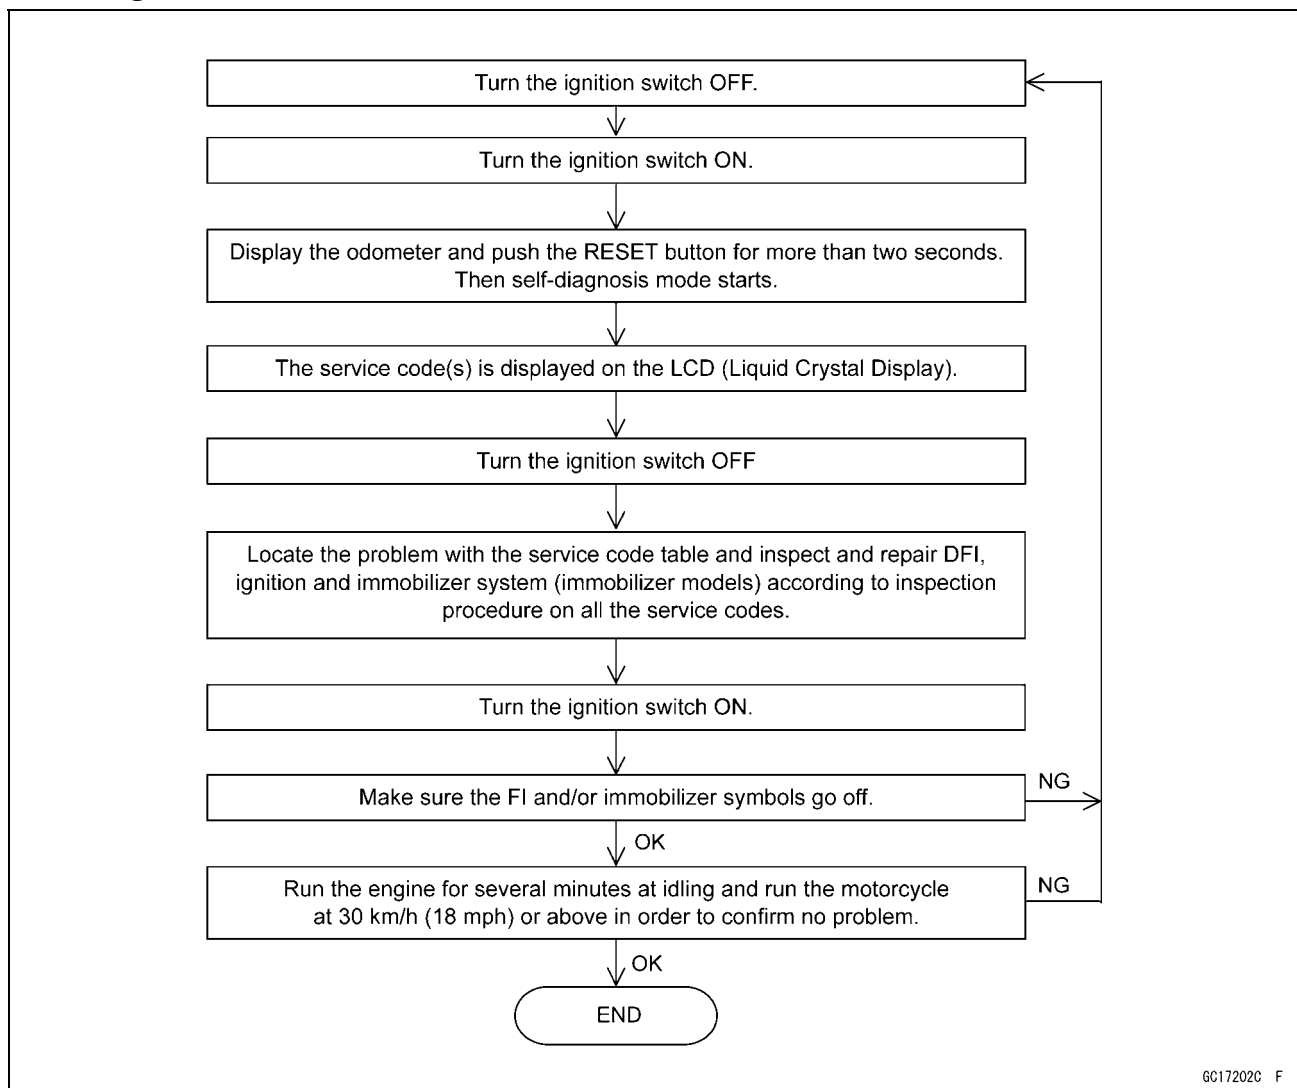 Turn the ignition switch OFF.
Turn the ignition switch ON.
Display the odometer and push the RESET button for more than two seconds.
Then self-diagnosis mode starts.
The service code(s) is displayed on the LCD (Liquid Crystal Display).
Turn the ignition switch OFF
Locate the problem with the service code table and inspect and repair DFI,
ignition and immobilizer system (immobilizer models) according to inspection
procedure on all the service codes.
Turn the ignition switch ON.
Make sure the FI and/or immobilizer symbols go off.
NG
OK
Run the engine for several minutes at idling and run the motorcycle
at 30 km/h (18 mph) or above in order to confirm no problem.
NG
OK
END
GC17202C F